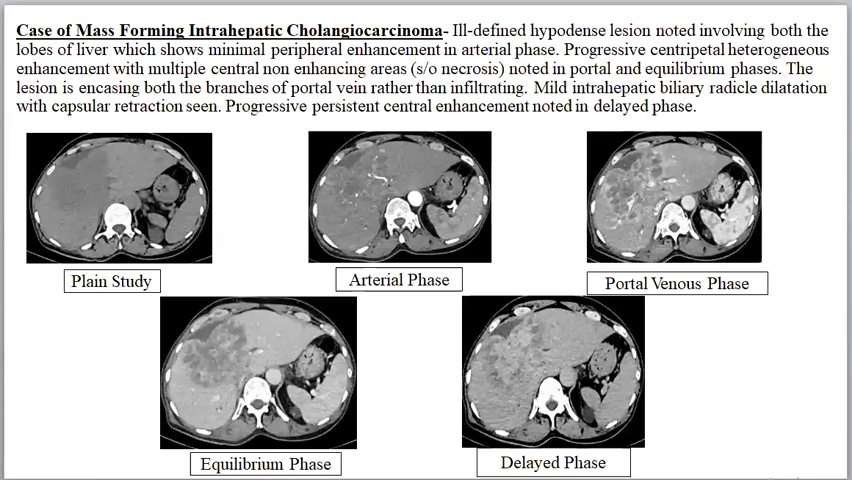 Case of Mass Forming Intrahepatic Cholangiocarcinoma- Ill-defined hypodense lesion noted involving both the
lobes of liver which shows minimal peripheral enhancement in arterial phase. Progressive centripetal heterogeneous
enhancement with multiple central non enhancing areas (s/o necrosis) noted in portal and equilibrium phases. The
lesion is encasing both the branches of portal vein rather than infiltrating. Mild intrahepatic biliary radicle dilatation
with capsular retraction seen. Progressive persistent central enhancement noted in delayed phase.
Plain Study
Arterial Phase
Portal Venous Phase
Equilibrium Phase
Delayed Phase